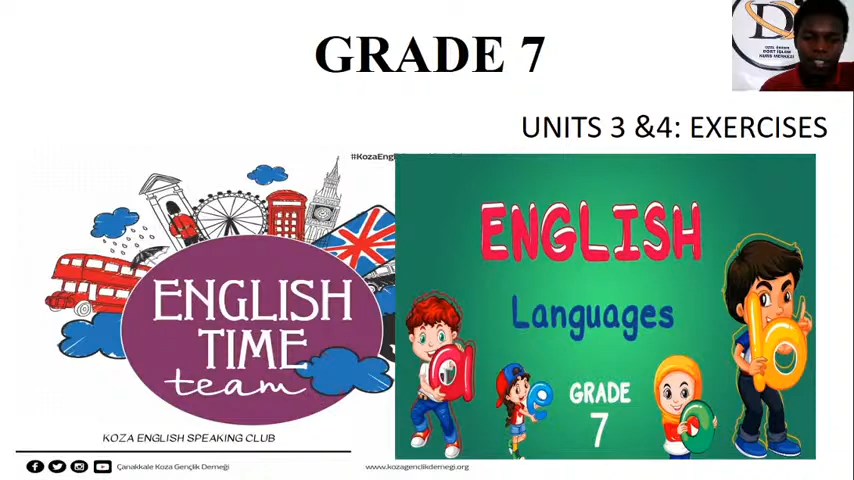 GRADE 7
UNITS 3 &4: EXERCISES
#KozaEngl
ENGLISH
TIME
team
KOZA ENGLISH SPEAKING CLUB
Çanakkale Koza Gençlik Derneği
www.kozagenclikdernegi.org
ENGLISH
Languages
GRADE
7
a
e
b